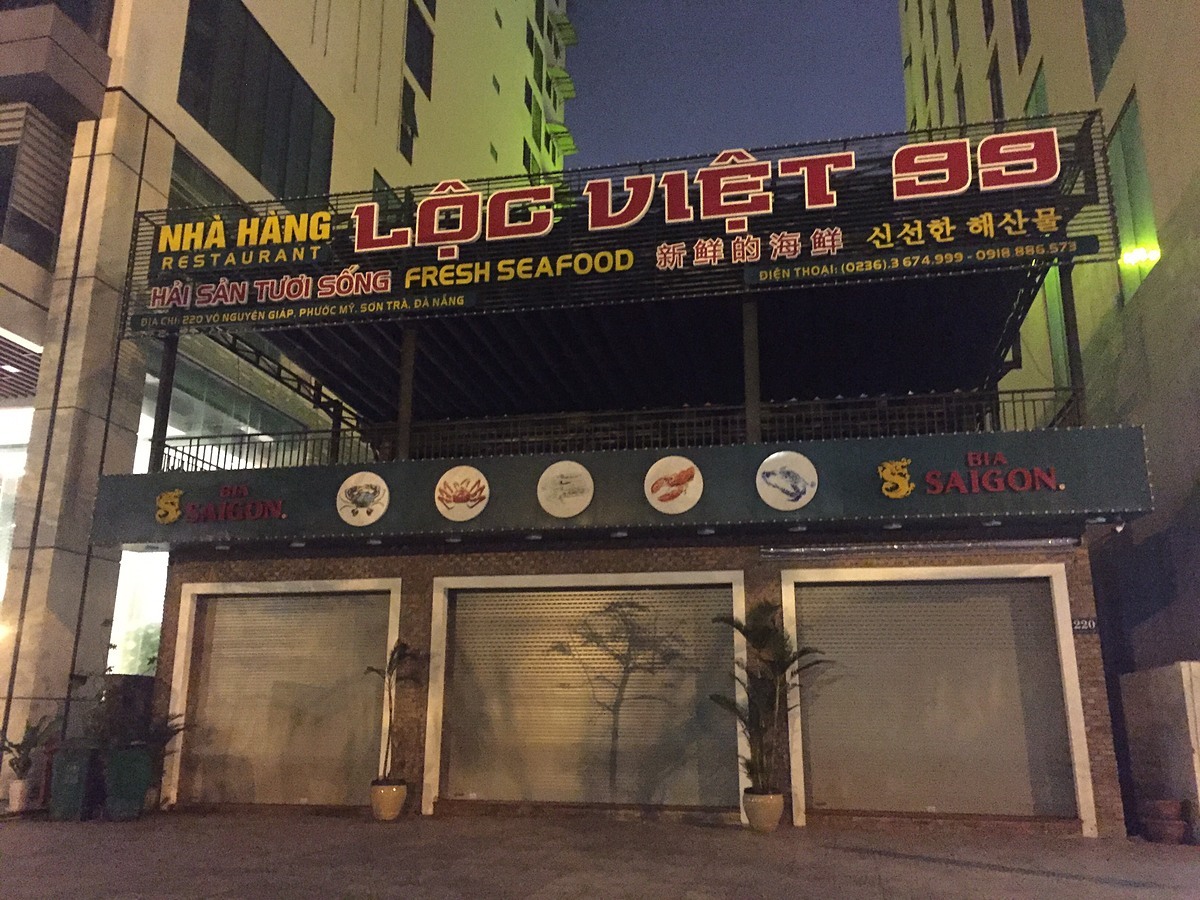 NHÀ HÀNG
RESTAURANT
LỘC VIỆT 99
HẢI SẢN TƯƠI SỐNG
FRESH SEAFOOD
新鲜的海鲜
신선한 해산물
ĐỊA CHỈ: 220 VÕ NGUYÊN GIÁP, PHƯỚC MỸ, SƠN TRÀ, ĐÀ NẴNG
ĐIỆN THOẠI: (0236).3 674.999 - 0918.886.573
BIA
SAIGON.
BIA
SAIGON.
220